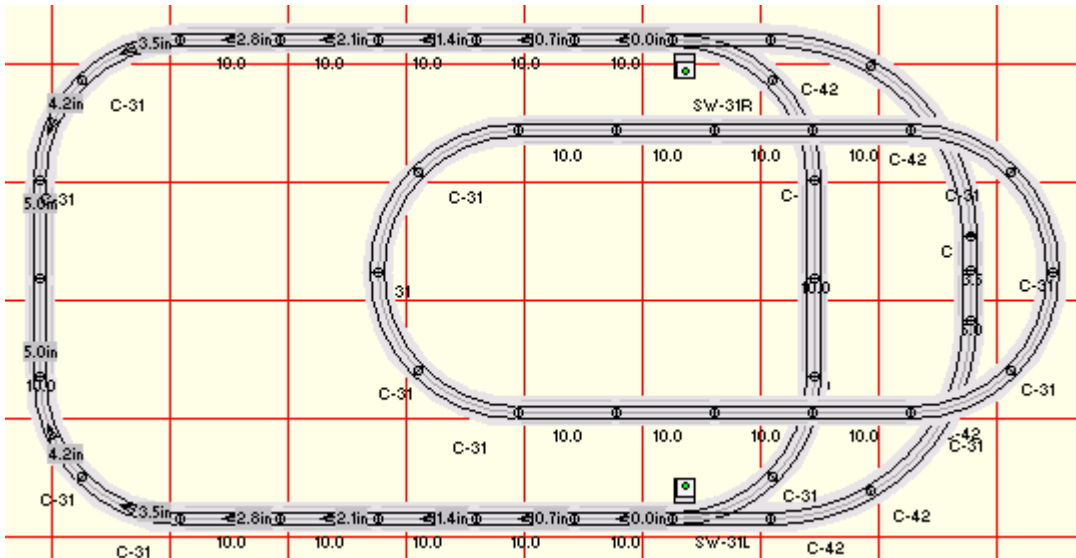 3.5in 2.8in 2.1in 1.4in 0.7in 0.0in
10.0 10.0 10.0 10.0 10.0
4.2in C-31 C-42
SW-31R
10.0 10.0 10.0 10.0 C-42
C-31 C-31 C- C-31
5.0in
C
3.5
31 10.0 C-31
5.0
5.0in
10.0
C-31 C-31
C-42
4.2in C-31 C-31
C-31 10.0 10.0 10.0 10.0
C-31 C-31
3.5in 2.8in 2.1in 1.4in 0.7in 0.0in C-42
C-31 10.0 10.0 10.0 10.0 10.0 SW-31L C-42